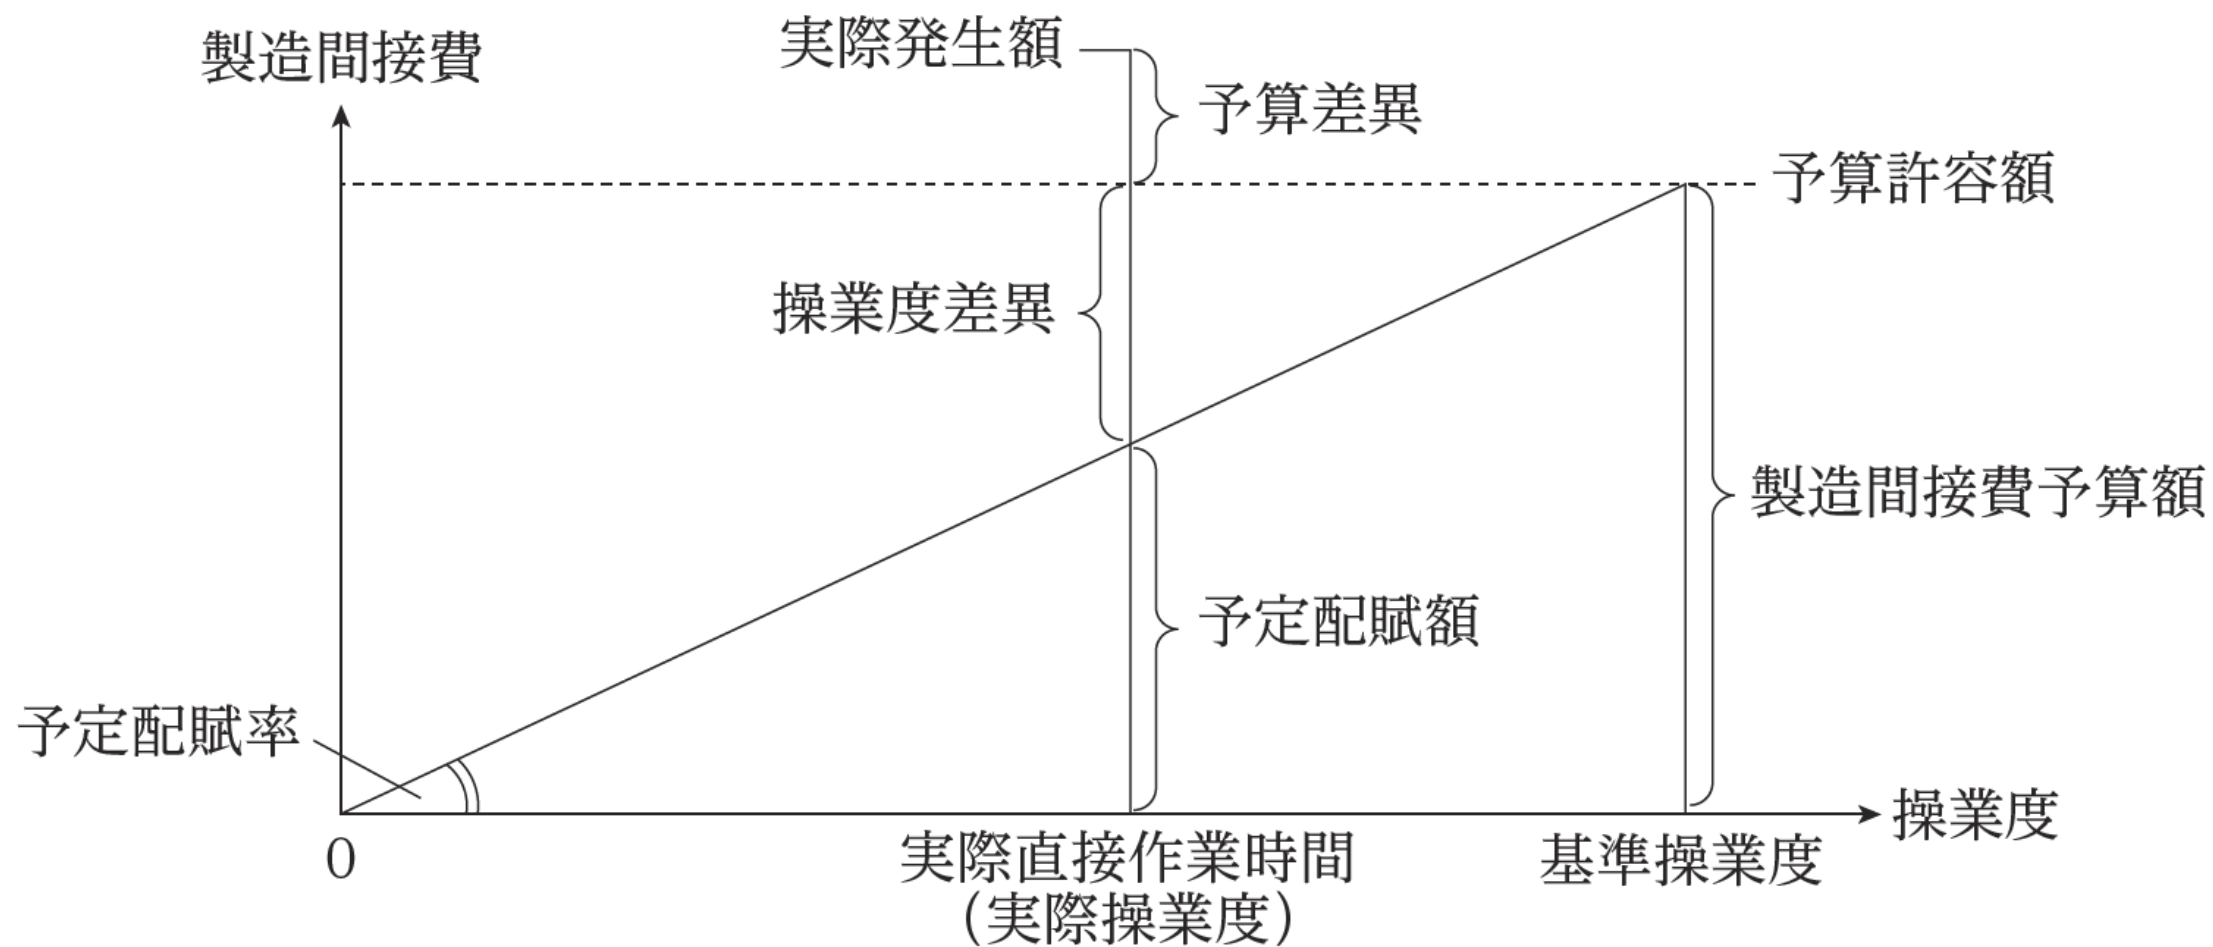 製造間接費
実際発生額
予算差異
予算許容額
操業度差異
製造間接費予算額
予定配賦額
予定配賦率
操業度
0
実際直接作業時間
（実際操業度）
基準操業度